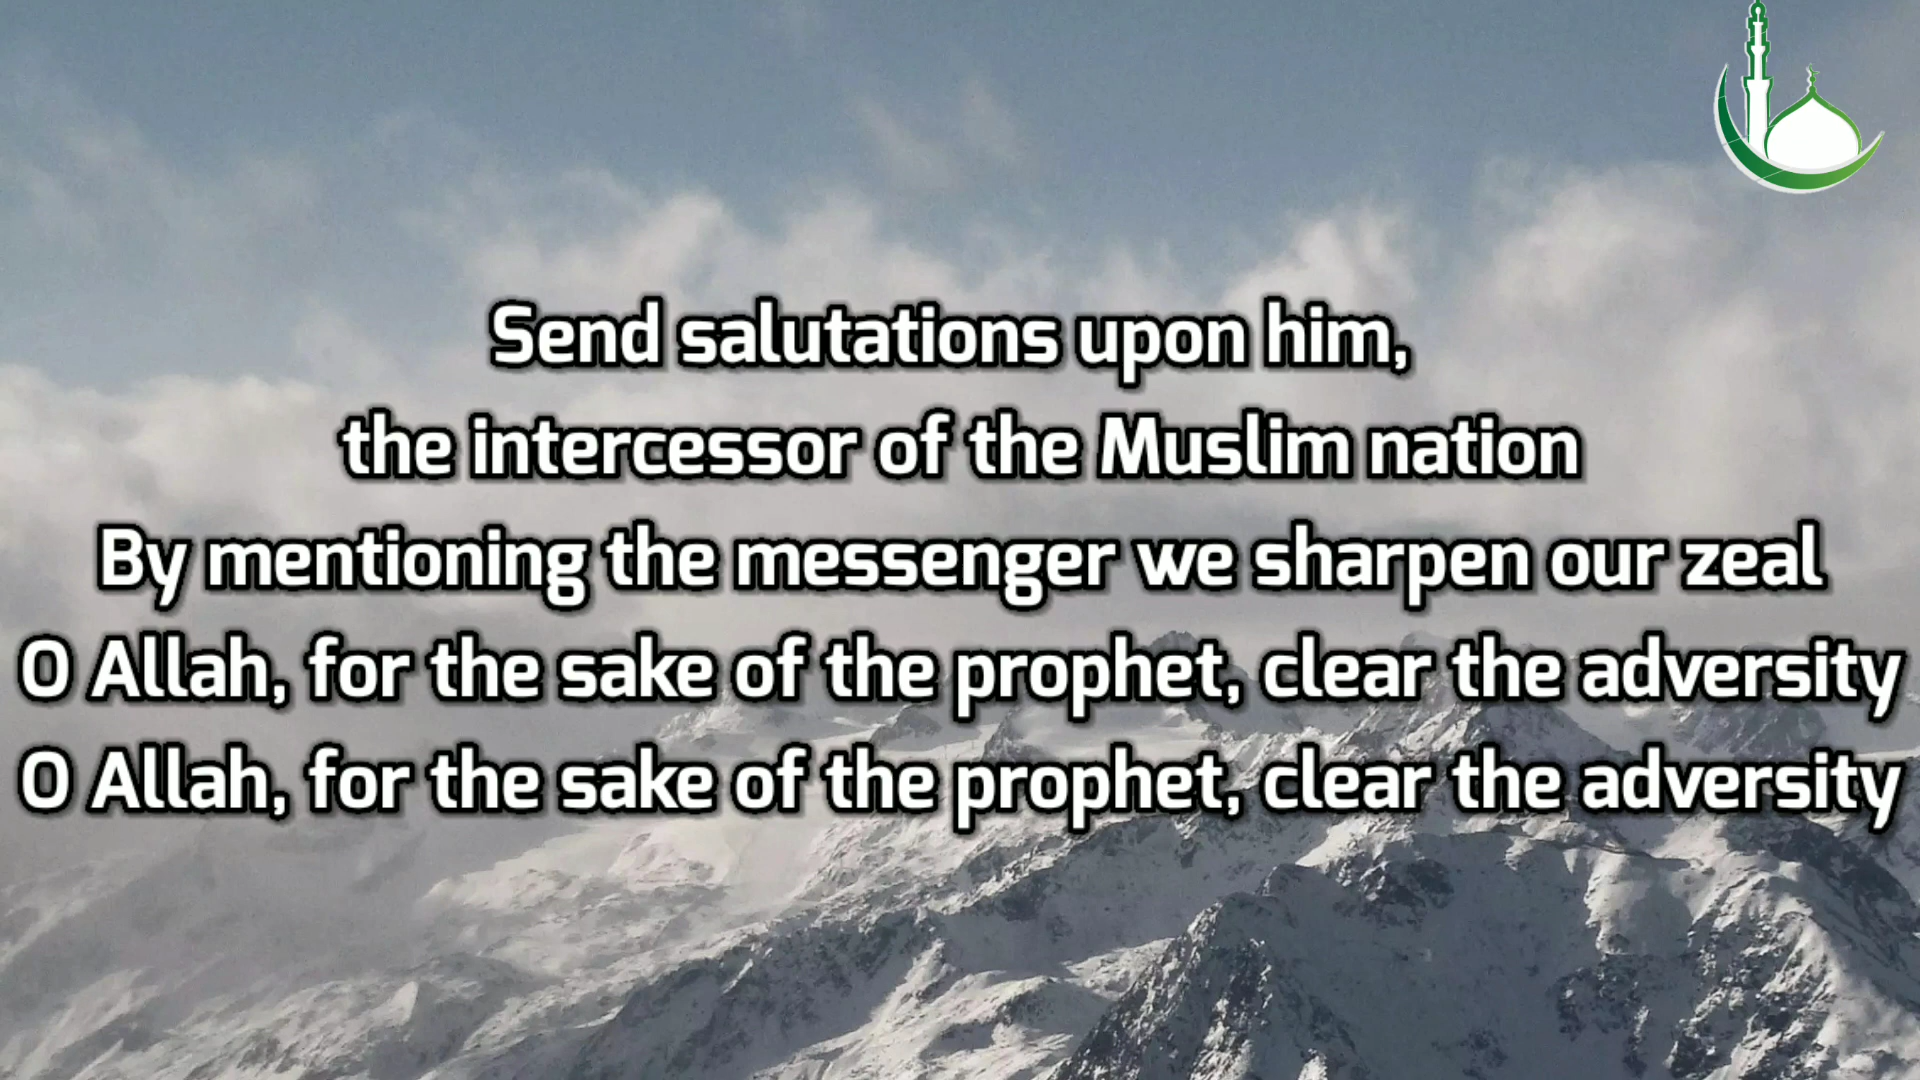 Send salutations upon him,
the intercessor of the Muslim nation
By mentioning the messenger we sharpen our zeal
O Allah, for the sake of the prophet, clear the adversity
O Allah, for the sake of the prophet, clear the adversity